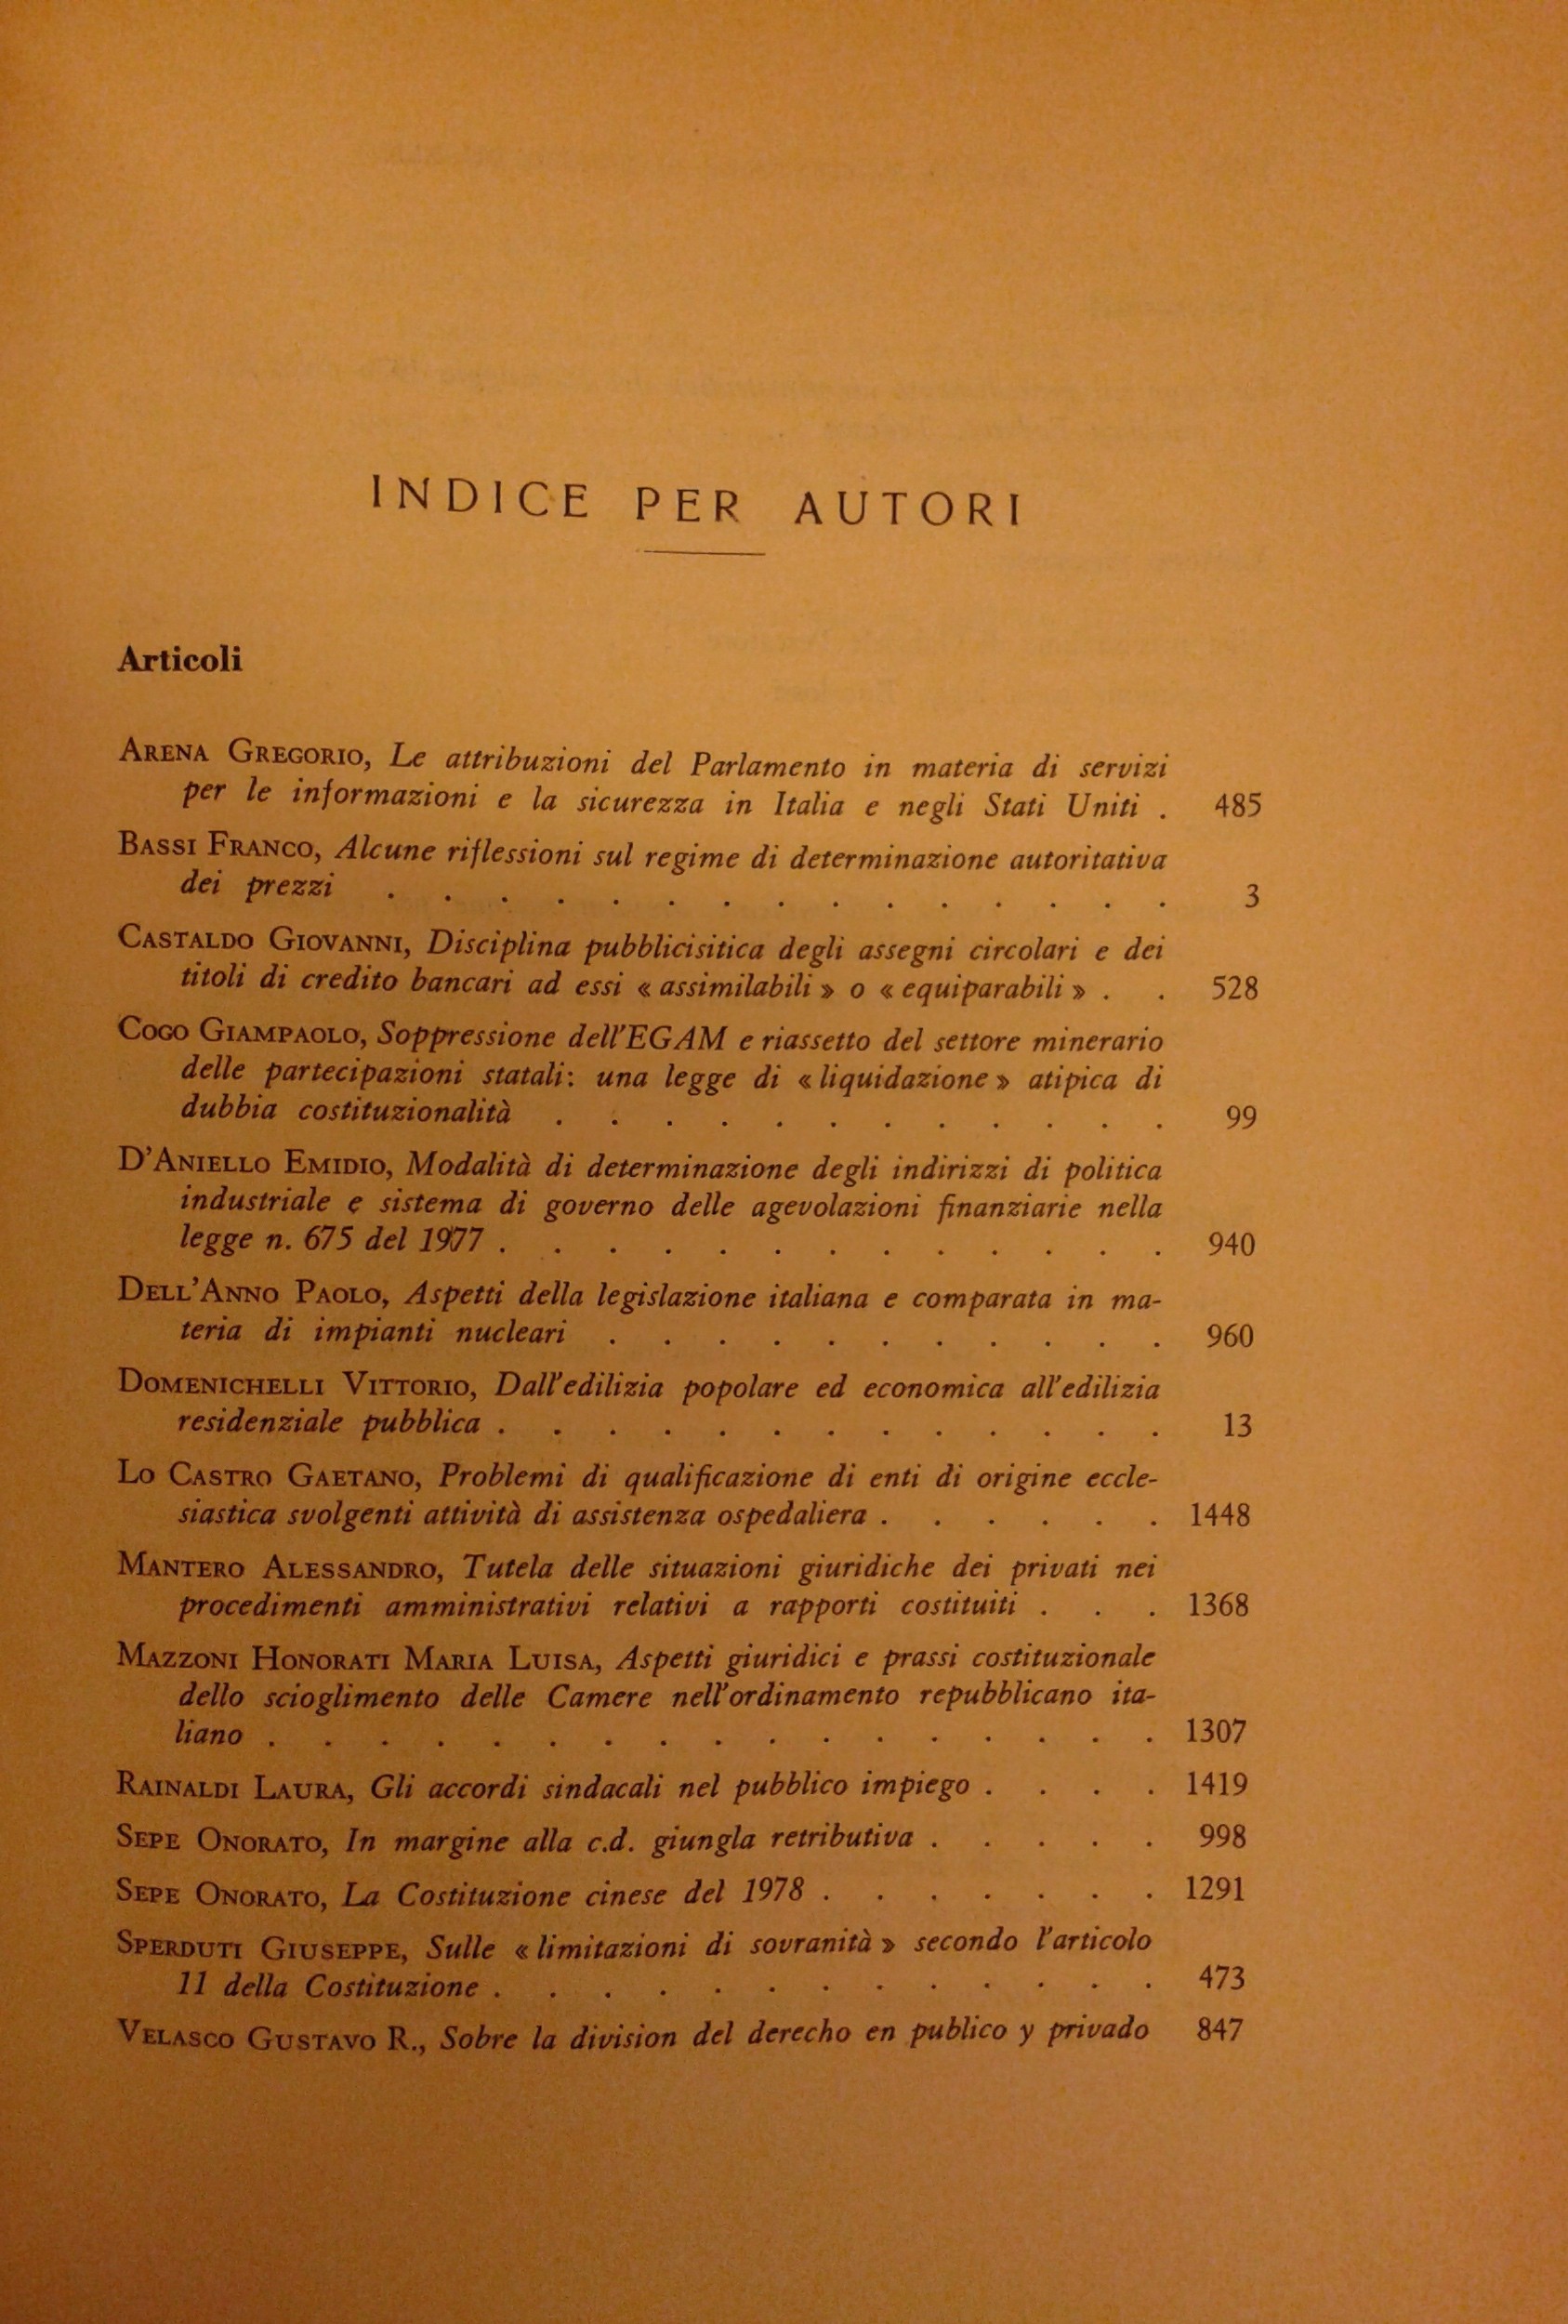 INDICE PER AUTORI
Articoli
ARENA GREGORIO, Le attribuzioni del Parlamento in materia di servizi
per le informazioni e la sicurezza in Italia e negli Stati Uniti . 485
BASSI FRANCO, Alcune riflessioni sul regime di determinazione autoritativa
dei prezzi . . . . . . . . . . . . . . . 3
CASTALDO GIOVANNI, Disciplina pubblicisitica degli assegni circolari e dei
titoli di credito bancari ad essi « assimilabili » o « equiparabili » . . 528
COGO GIAMPAOLO, Soppressione dell'EGAM e riassetto del settore minerario
delle partecipazioni statali: una legge di « liquidazione » atipica di
dubbia costituzionalità . . . . . . . . . . . . 99
D'ANIELLO EMIDIO, Modalità di determinazione degli indirizzi di politica
industriale e sistema di governo delle agevolazioni finanziarie nella
legge n. 675 del 1977 . . . . . . . . . . . . . 940
DELL'ANNO PAOLO, Aspetti della legislazione italiana e comparata in ma-
teria di impianti nucleari . . . . . . . . . . . 960
DOMENICHELLI VITTORIO, Dall'edilizia popolare ed economica all'edilizia
residenziale pubblica . . . . . . . . . . . . . 13
LO CASTRO GAETANO, Problemi di qualificazione di enti di origine eccle-
siastica svolgenti attività di assistenza ospedaliera . . . . . . 1448
MANTERO ALESSANDRO, Tutela delle situazioni giuridiche dei privati nei
procedimenti amministrativi relativi a rapporti costituiti . . . 1368
MAZZONI HONORATI MARIA LUISA, Aspetti giuridici e prassi costituzionale
dello scioglimento delle Camere nell'ordinamento repubblicano ita-
liano . . . . . . . . . . . . . . . . . 1307
RAINALDI LAURA, Gli accordi sindacali nel pubblico impiego . . . . 1419
SEPE ONORATO, In margine alla c.d. giungla retributiva . . . . . 998
SEPE ONORATO, La Costituzione cinese del 1978 . . . . . . . 1291
SPERDUTI GIUSEPPE, Sulle « limitazioni di sovranità » secondo l'articolo
11 della Costituzione . . . . . . . . . . . . . 473
VELASCO GUSTAVO R., Sobre la division del derecho en publico y privado 847